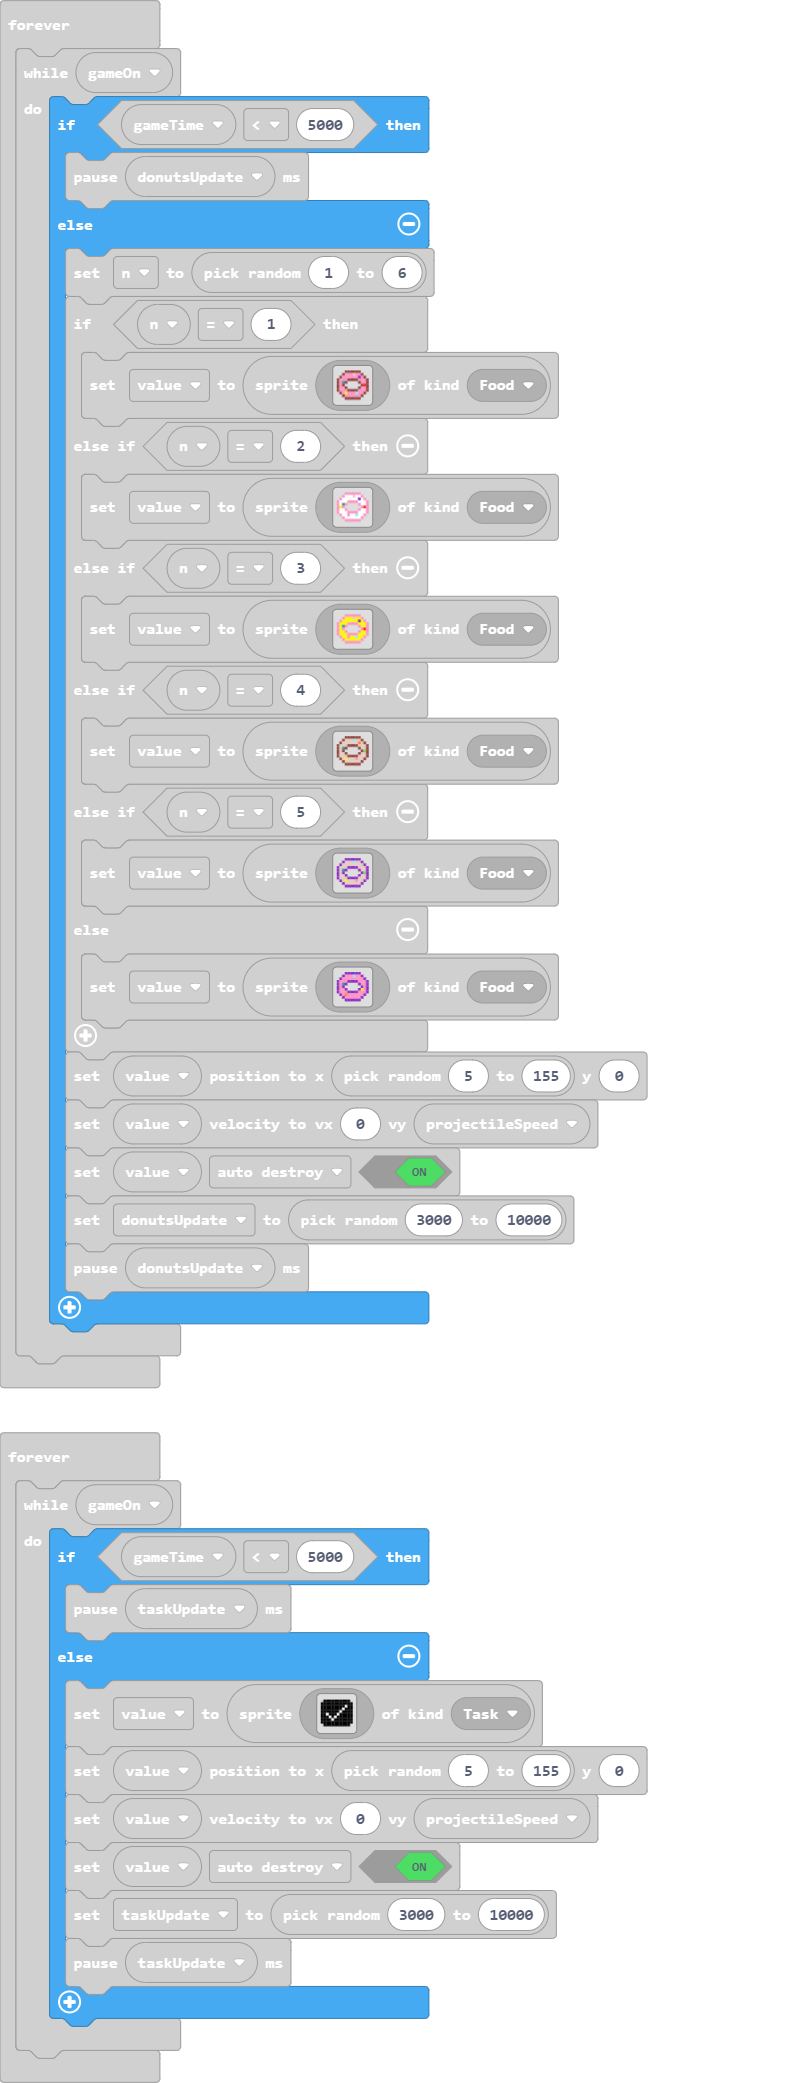 forever
while gameOn
do
if gameTime < 5000 then
pause donutsUpdate ms
else
set n to pick random 1 to 6
if n = 1 then
set value to sprite of kind Food
else if n = 2 then
set value to sprite of kind Food
else if n = 3 then
set value to sprite of kind Food
else if n = 4 then
set value to sprite of kind Food
else if n = 5 then
set value to sprite of kind Food
else
set value to sprite of kind Food
set value position to x pick random 5 to 155 y 0
set value velocity to vx 0 vy projectileSpeed
set value auto destroy ON
set donutsUpdate to pick random 3000 to 10000
pause donutsUpdate ms
forever
while gameOn
do
if gameTime < 5000 then
pause taskUpdate ms
else
set value to sprite of kind Task
set value position to x pick random 5 to 155 y 0
set value velocity to vx 0 vy projectileSpeed
set value auto destroy ON
set taskUpdate to pick random 3000 to 10000
pause taskUpdate ms